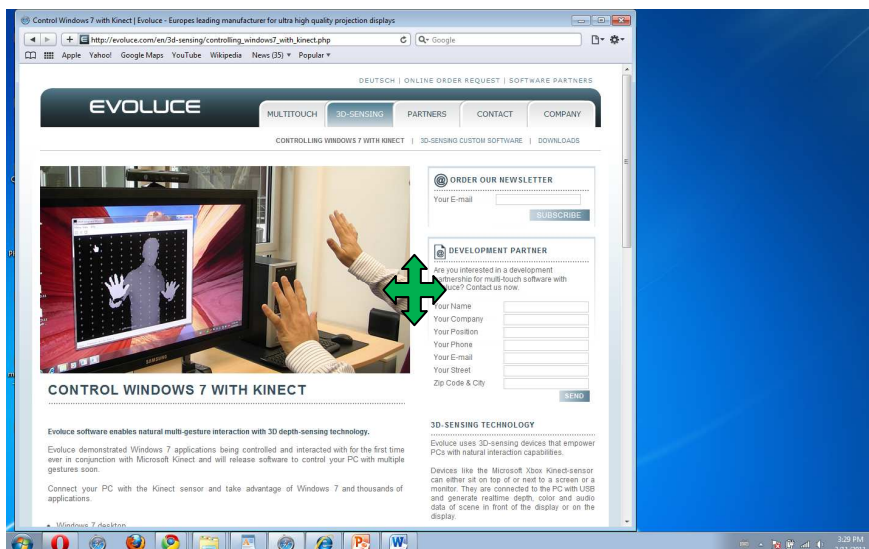 Control Windows 7 with Kinect | Evoluce - Europes leading manufacturer for ultra high quality projection displays
http://evoluce.com/en/3d-sensing/controlling_windows7_with_kinect.php
Google
Apple Yahoo! Google Maps YouTube Wikipedia News (35) Popular
DEUTSCH | ONLINE ORDER REQUEST | SOFTWARE PARTNERS
EVOLUCE
MULTITOUCH 3D-SENSING PARTNERS CONTACT COMPANY
CONTROLLING WINDOWS 7 WITH KINECT | 3D-SENSING CUSTOM SOFTWARE | DOWNLOADS
SAMSUNG
CONTROL WINDOWS 7 WITH KINECT
Evoluce software enables natural multi-gesture interaction with 3D depth-sensing technology.
Evoluce demonstrated Windows 7 applications being controlled and interacted with for the first time
ever in conjunction with Microsoft Kinect and will release software to control your PC with multiple
gestures soon.
Connect your PC with the Kinect sensor and take advantage of Windows 7 and thousands of
applications.
Windows 7 desktop
@ ORDER OUR NEWSLETTER
Your E-mail
SUBSCRIBE
@ DEVELOPMENT PARTNER
Are you interested in a development
partnership for multi-touch software with
? Contact us now.
Your Name
Your Company
Your Position
Your Phone
Your E-mail
Your Street
Zip Code & City
SEND
3D-SENSING TECHNOLOGY
Evoluce uses 3D-sensing devices that empower
PCs with natural interaction capabilities.
Devices like the Microsoft Xbox Kinect-sensor
can either sit on top of or next to a screen or a
monitor. They are connected to the PC with USB
and generate realtime depth, color and audio
data of scene in front of the display or on the
display.
3:29 PM